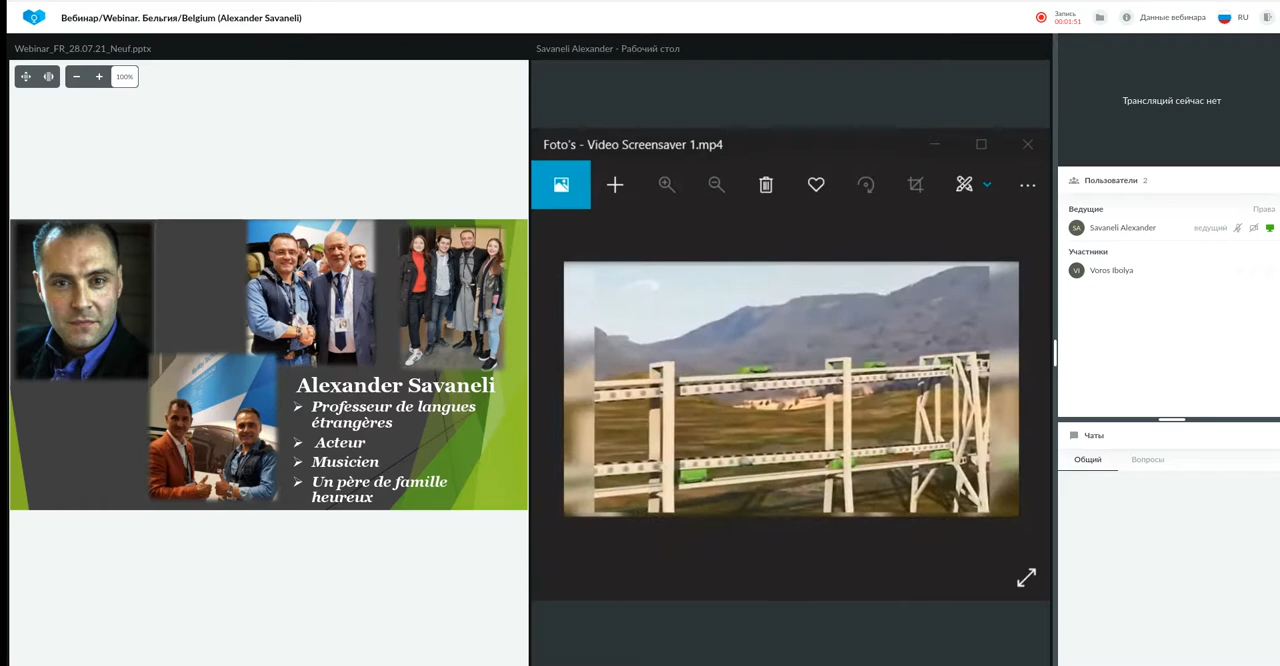 Вебинар/Webinar. Бельгия/Belgium (Alexander Savaneli)
Запись
00:01:51
Данные вебинара
RU
Webinar_FR_28.07.21_Neuf.pptx
100%
Alexander Savaneli
➢ Professeur de langues
étrangères
➢ Acteur
➢ Musicien
➢ Un père de famille
heureux
Savaneli Alexander - Рабочий стол
Foto's - Video Screensaver 1.mp4
Трансляций сейчас нет
Пользователи 2
Ведущие Права
SA Savaneli Alexander ведущий
Участники
VI Voros Ibolya
Чаты
Общий Вопросы